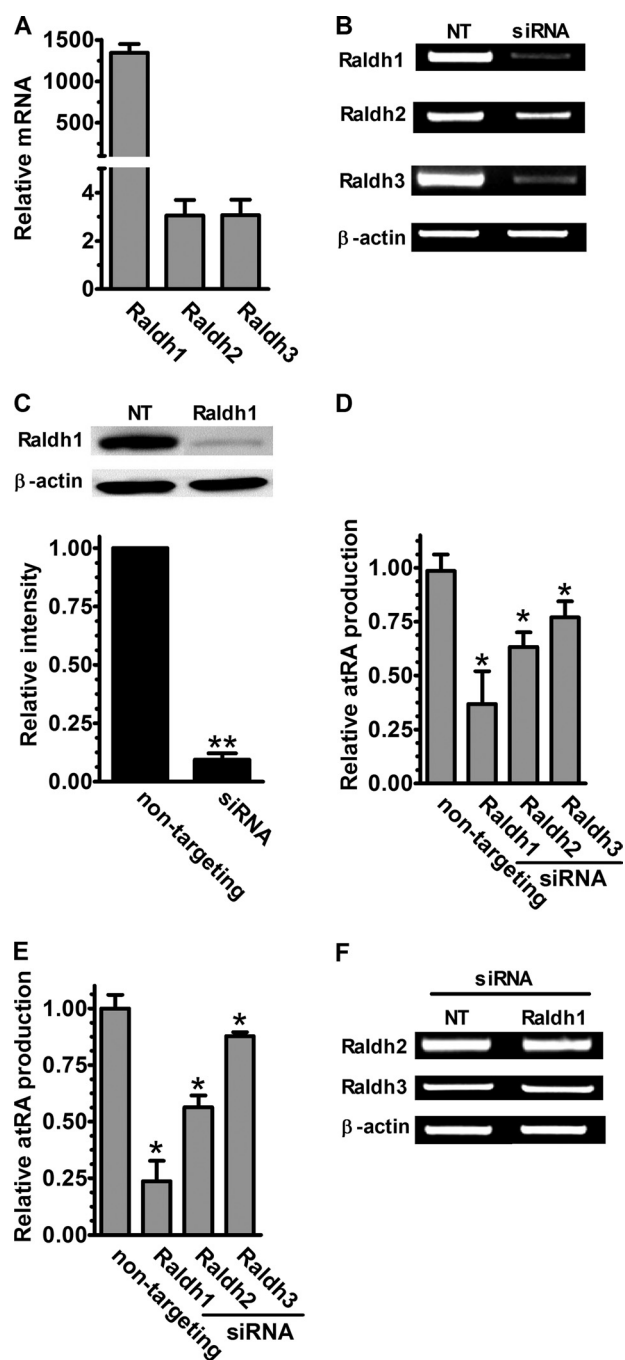 A
Relative mRNA
1500
1000
500
4
2
0
Raldh1
Raldh2
Raldh3
B
NT siRNA
Raldh1
Raldh2
Raldh3
β-actin
C
NT Raldh1
Raldh1
β-actin
Relative intensity
1.00
0.75
0.50
0.25
0.00
**
non-targeting
siRNA
D
Relative atRA production
1.00
0.75
0.50
0.25
0.00
*
*
*
non-targeting
Raldh1
Raldh2
Raldh3
siRNA
E
Relative atRA production
1.00
0.75
0.50
0.25
0.00
*
*
*
non-targeting
Raldh1
Raldh2
Raldh3
siRNA
F
siRNA
NT Raldh1
Raldh2
Raldh3
β-actin